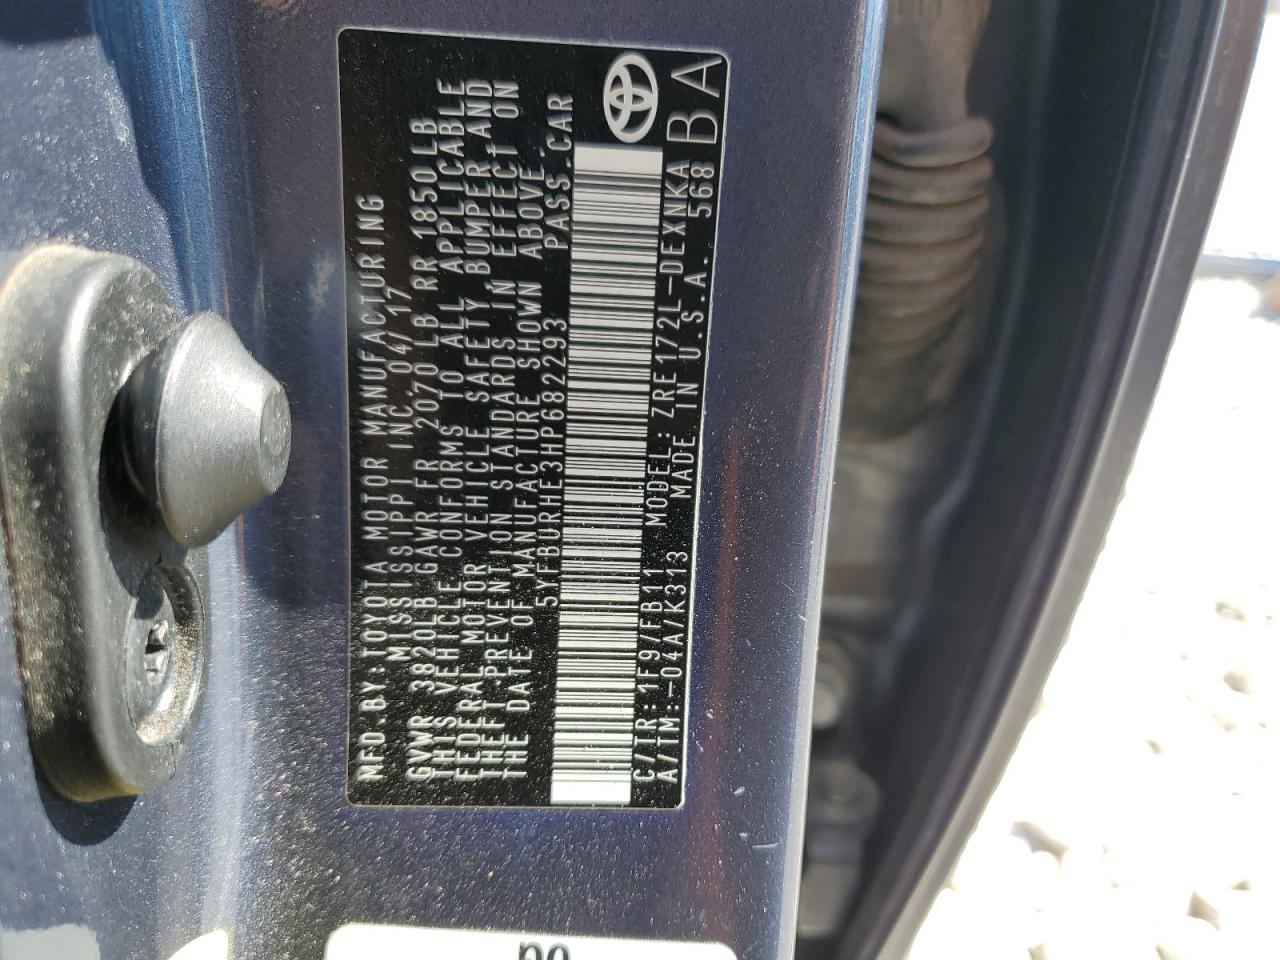 MFD.BY:TOYOTA MOTOR MANUFACTURING
MISSISSIPPI INC. 04/17
GVWR 3820LB GAWR FR 2070LB RR 1850LB
THIS VEHICLE CONFORMS TO ALL APPLICABLE
FEDERAL MOTOR VEHICLE SAFETY, BUMPER AND
THEFT PREVENTION STANDARDS IN EFFECT ON
THE DATE OF MANUFACTURE SHOWN ABOVE.
5YFBURHE3HP682293 PASS.CAR
C/TR:1F9/FB11 MODEL:ZRE172L-DEXNKA
A/TM:-04A/K313 MADE IN U.S.A. 568
BA